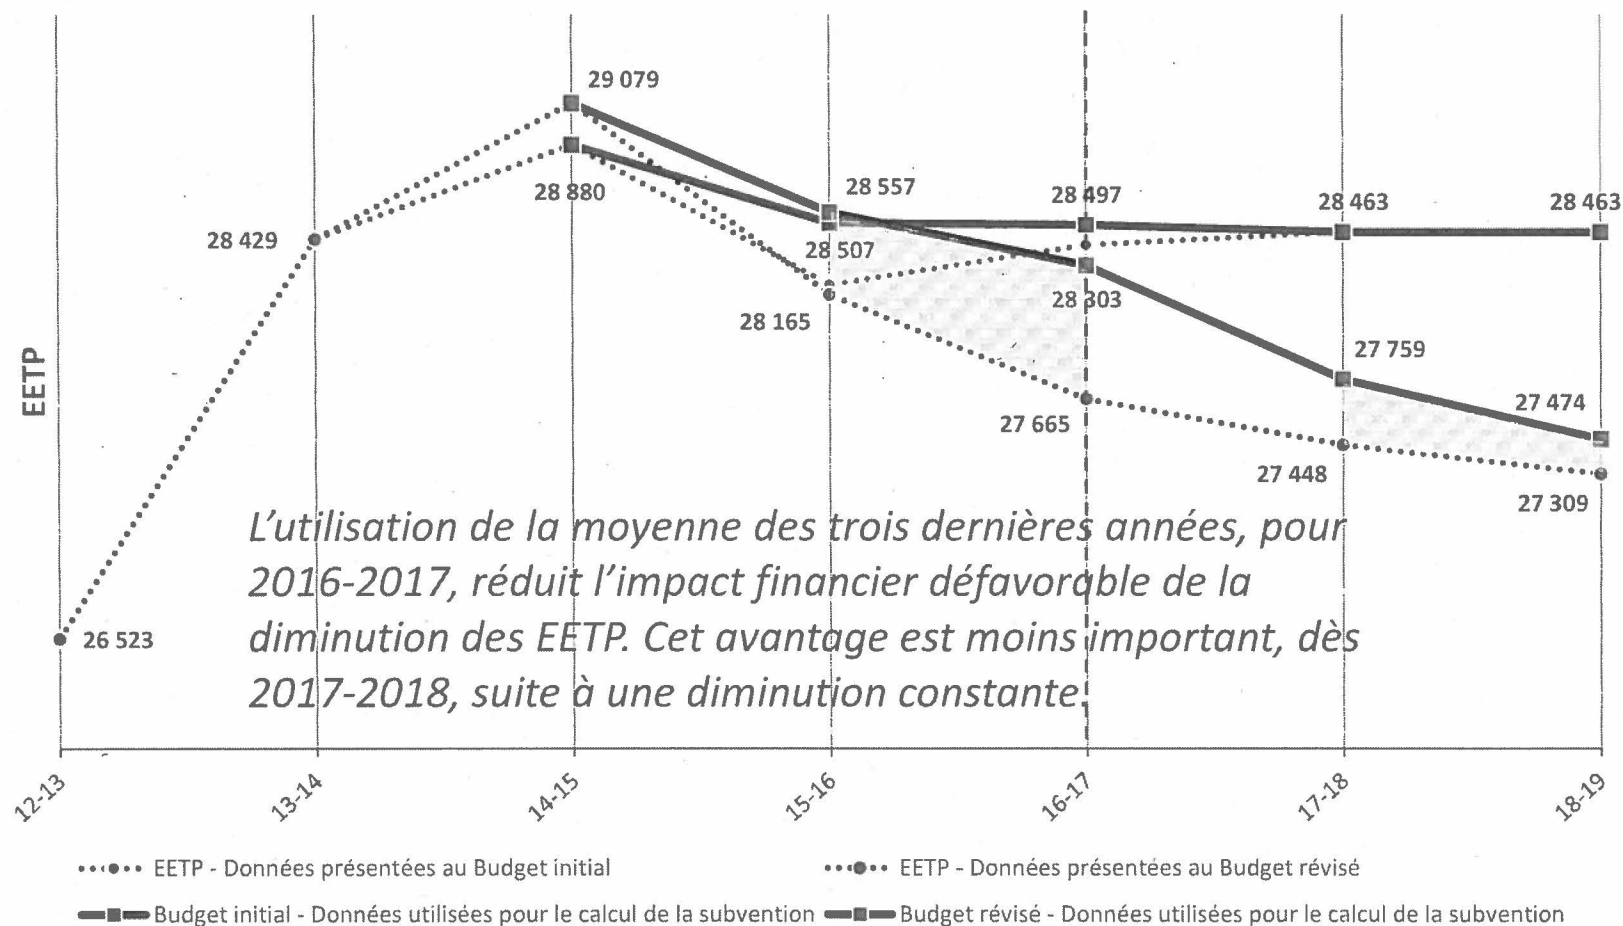 29 079
28 880
28 429
28 557
28 497
28 463
28 463
28 507
28 303
28 165
27 759
27 665
27 474
27 448
27 309
26 523
EETP
L'utilisation de la moyenne des trois dernières années, pour
2016-2017, réduit l'impact financier défavorable de la
diminution des EETP. Cet avantage est moins important, dès
2017-2018, suite à une diminution constante.
12-13
13-14
14-15
15-16
16-17
17-18
18-19
EETP - Données présentées au Budget initial
EETP - Données présentées au Budget révisé
Budget initial - Données utilisées pour le calcul de la subvention
Budget révisé - Données utilisées pour le calcul de la subvention